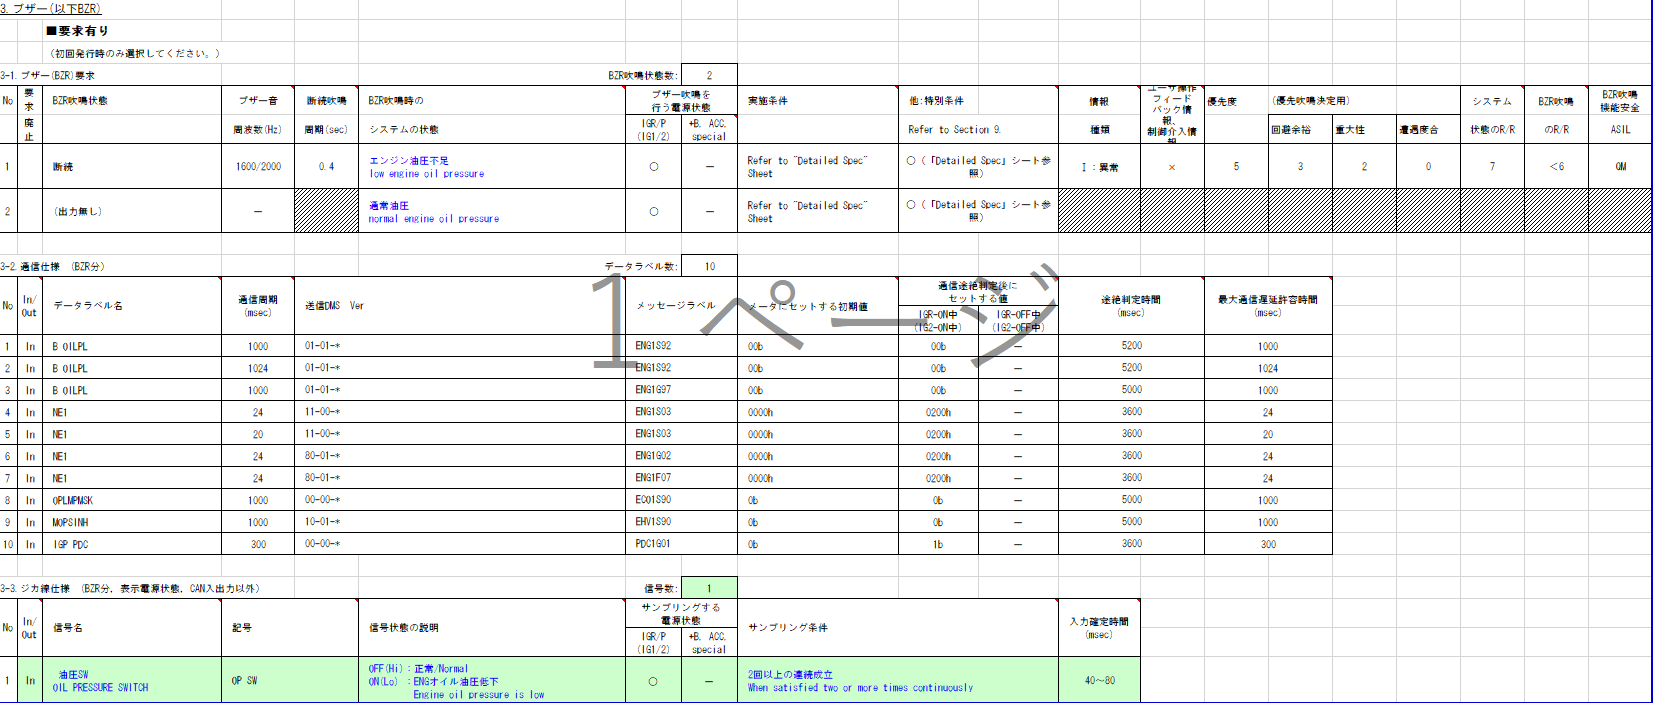 3. ブザー(以下BZR)
■要求有り
（初回発行時のみ選択してください。）
3-1. ブザー(BZR)要求 BZR吹鳴状態数: 2
No 要求 廃止 BZR吹鳴状態 ブザー音 周波数(Hz) 断続吹鳴 周期(sec) BZR吹鳴時の システムの状態 ブザー吹鳴を 行う電源状態 IGR/P (IG1/2) +B, ACC, special 実施条件 他:特別条件 Refer to Section 9. 情報 種類 ユーザ操作 フィード バック情報、 制御介入情報 優先度 (優先吹鳴決定用) 回避余裕 重大性 遭遇度合 システム 状態のR/R BZR吹鳴 のR/R BZR吹鳴 機能安全 ASIL
1 断続 1600/2000 0.4 エンジン油圧不足 low engine oil pressure ○ － Refer to "Detailed Spec" Sheet ○（「Detailed Spec」シート参照） Ⅰ：異常 × 5 3 2 0 7 <6 QM
2 （出力無し） － 通常油圧 normal engine oil pressure ○ － Refer to "Detailed Spec" Sheet ○（「Detailed Spec」シート参照）
3-2. 通信仕様　(BZR分) データラベル数: 10
No In/Out データラベル名 通信周期 (msec) 送信DMS　Ver メッセージラベル メータにセットする初期値 通信途絶判定後に セットする値 IGR-ON中 (IG2-ON中) IGR-OFF中 (IG2-OFF中) 途絶判定時間 (msec) 最大通信遅延許容時間 (msec)
1 In B_OILPL 1000 01-01-* ENG1S92 00b 00b － 5200 1000
2 In B_OILPL 1024 01-01-* ENG1S92 00b 00b － 5200 1024
3 In B_OILPL 1000 01-01-* ENG1G97 00b 00b － 5000 1000
4 In NE1 24 11-00-* ENG1S03 0000h 0200h － 3600 24
5 In NE1 20 11-00-* ENG1S03 0000h 0200h － 3600 20
6 In NE1 24 80-01-* ENG1G02 0000h 0200h － 3600 24
7 In NE1 24 80-01-* ENG1F07 0000h 0200h － 3600 24
8 In OPLMPMSK 1000 00-00-* ECO1S90 0b 0b － 5000 1000
9 In MOPSINH 1000 10-01-* EHV1S90 0b 0b － 5000 1000
10 In IGP_PDC 300 00-00-* PDC1G01 0b 1b － 3600 300
1 ページ
3-3. ジカ線仕様　(BZR分, 表示電源状態, CAN入出力以外) 信号数: 1
No In/Out 信号名 記号 信号状態の説明 サンプリングする 電源状態 IGR/P (IG1/2) +B, ACC, special サンプリング条件 入力確定時間 (msec)
1 In 油圧SW OIL PRESSURE SWITCH OP SW OFF(Hi)：正常/Normal ON(Lo)　：ENGオイル油圧低下 Engine oil pressure is low ○ － 2回以上の連続成立 When satisfied two or more times continuously 40～80